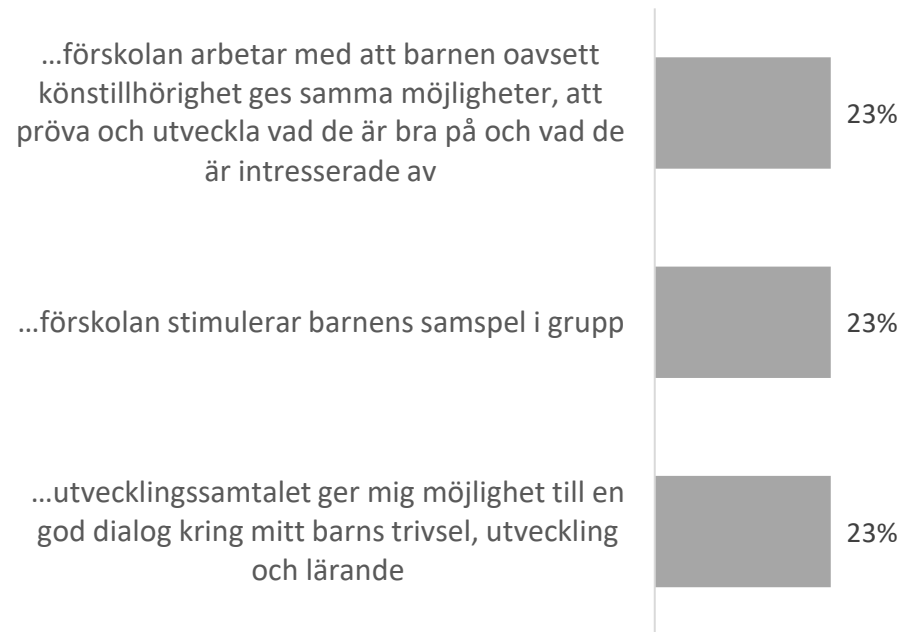 …förskolan arbetar med att barnen oavsett
könstillhörighet ges samma möjligheter, att
pröva och utveckla vad de är bra på och vad de
är intresserade av
23%
…förskolan stimulerar barnens samspel i grupp
23%
…utvecklingssamtalet ger mig möjlighet till en
god dialog kring mitt barns trivsel, utveckling
och lärande
23%